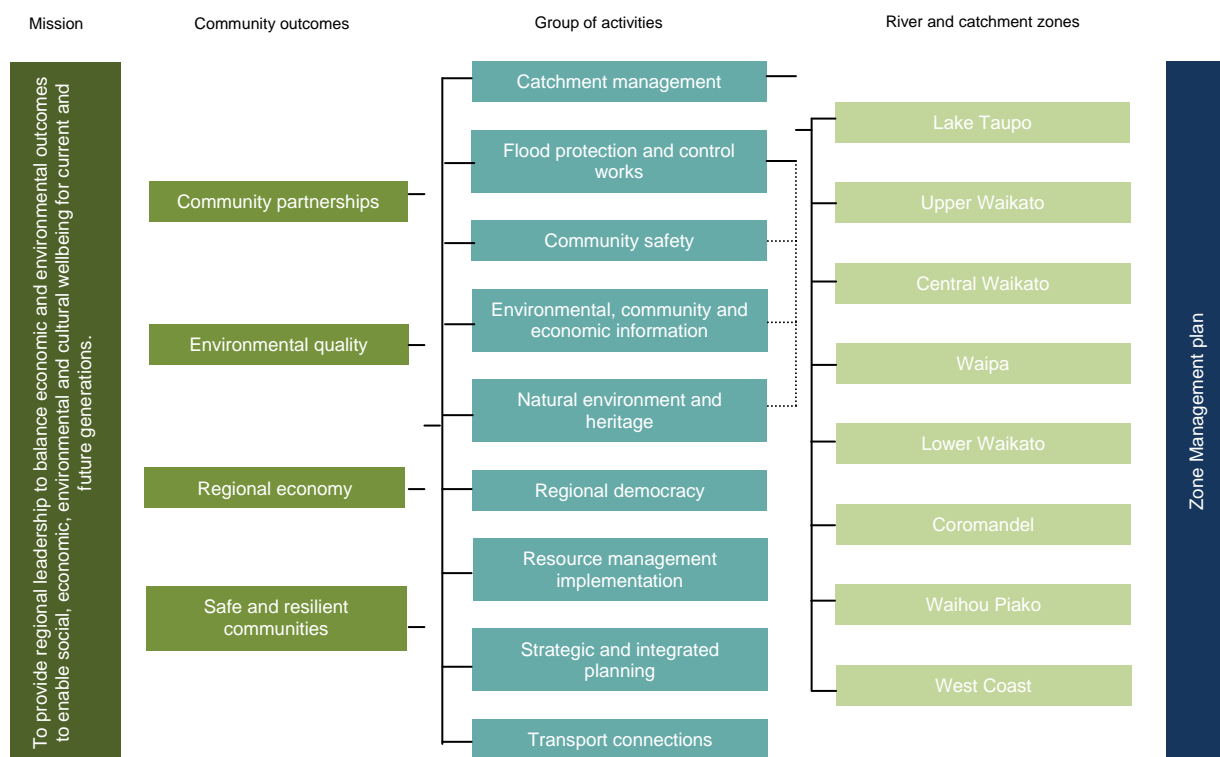 Mission
Community outcomes
Group of activities
River and catchment zones
To provide regional leadership to balance economic and environmental outcomes
to enable social, economic, environmental and cultural wellbeing for current and
future generations.
Community partnerships
Environmental quality
Regional economy
Safe and resilient
communities
Catchment management
Flood protection and control
works
Community safety
Environmental, community and
economic information
Natural environment and
heritage
Regional democracy
Resource management
implementation
Strategic and integrated
planning
Transport connections
Lake Taupo
Upper Waikato
Central Waikato
Waipa
Lower Waikato
Coromandel
Waihou Piako
West Coast
Zone Management plan